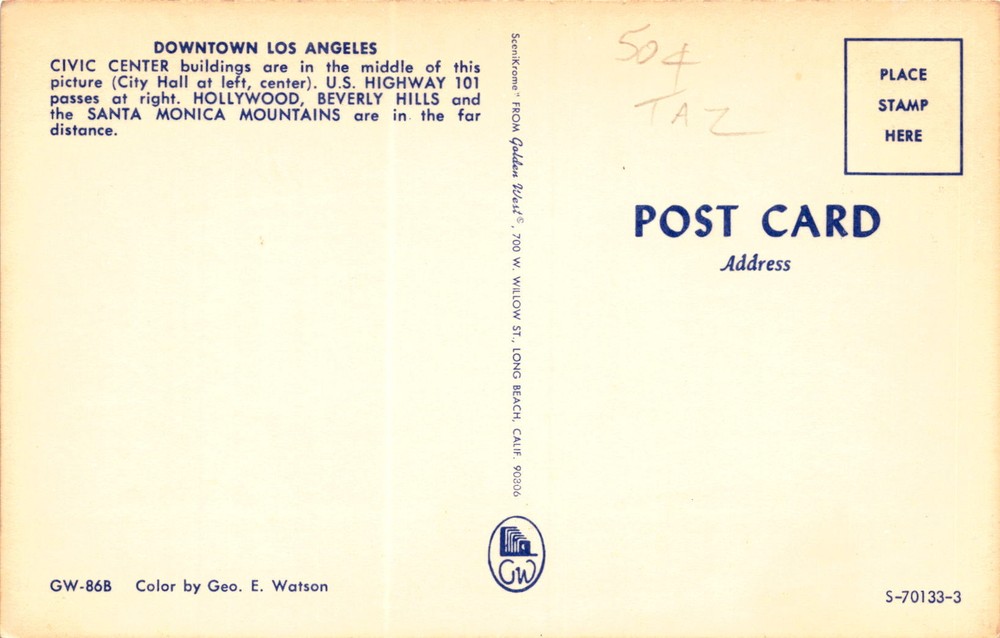 DOWNTOWN LOS ANGELES
CIVIC CENTER buildings are in the middle of this
picture (City Hall at left, center). U.S. HIGHWAY 101
passes at right. HOLLYWOOD, BEVERLY HILLS and
the SANTA MONICA MOUNTAINS are in the far
distance.
GW-86B Color by Geo. E. Watson
SceniKrome™ FROM Golden West®, 700 W. WILLOW ST., LONG BEACH, CALIF. 90806
GW
50¢
TAZ
PLACE
STAMP
HERE
POST CARD
Address
S-70133-3